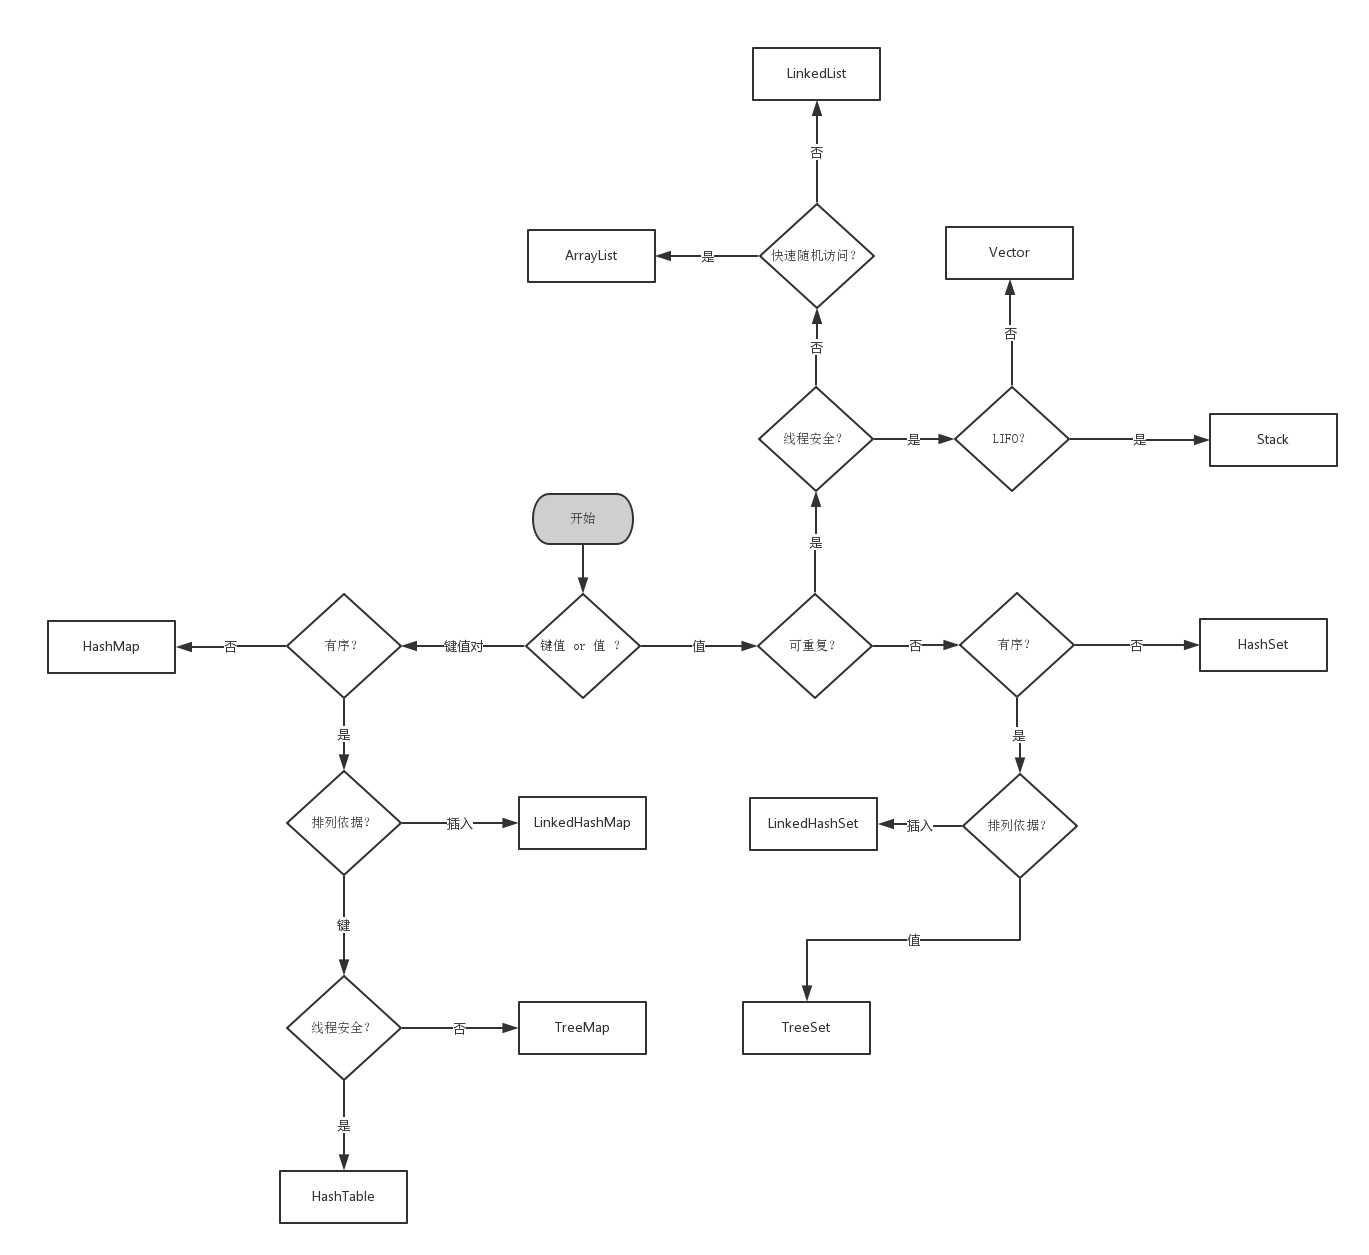 LinkedList
否
ArrayList
是
快速随机访问?
Vector
否
否
线程安全?
是
LIFO?
是
Stack
开始
是
HashMap
否
有序?
键值对
键值 or 值 ?
值
可重复?
否
有序?
否
HashSet
是
是
排列依据?
插入
LinkedHashMap
LinkedHashSet
插入
排列依据?
键
值
线程安全?
否
TreeMap
TreeSet
是
HashTable